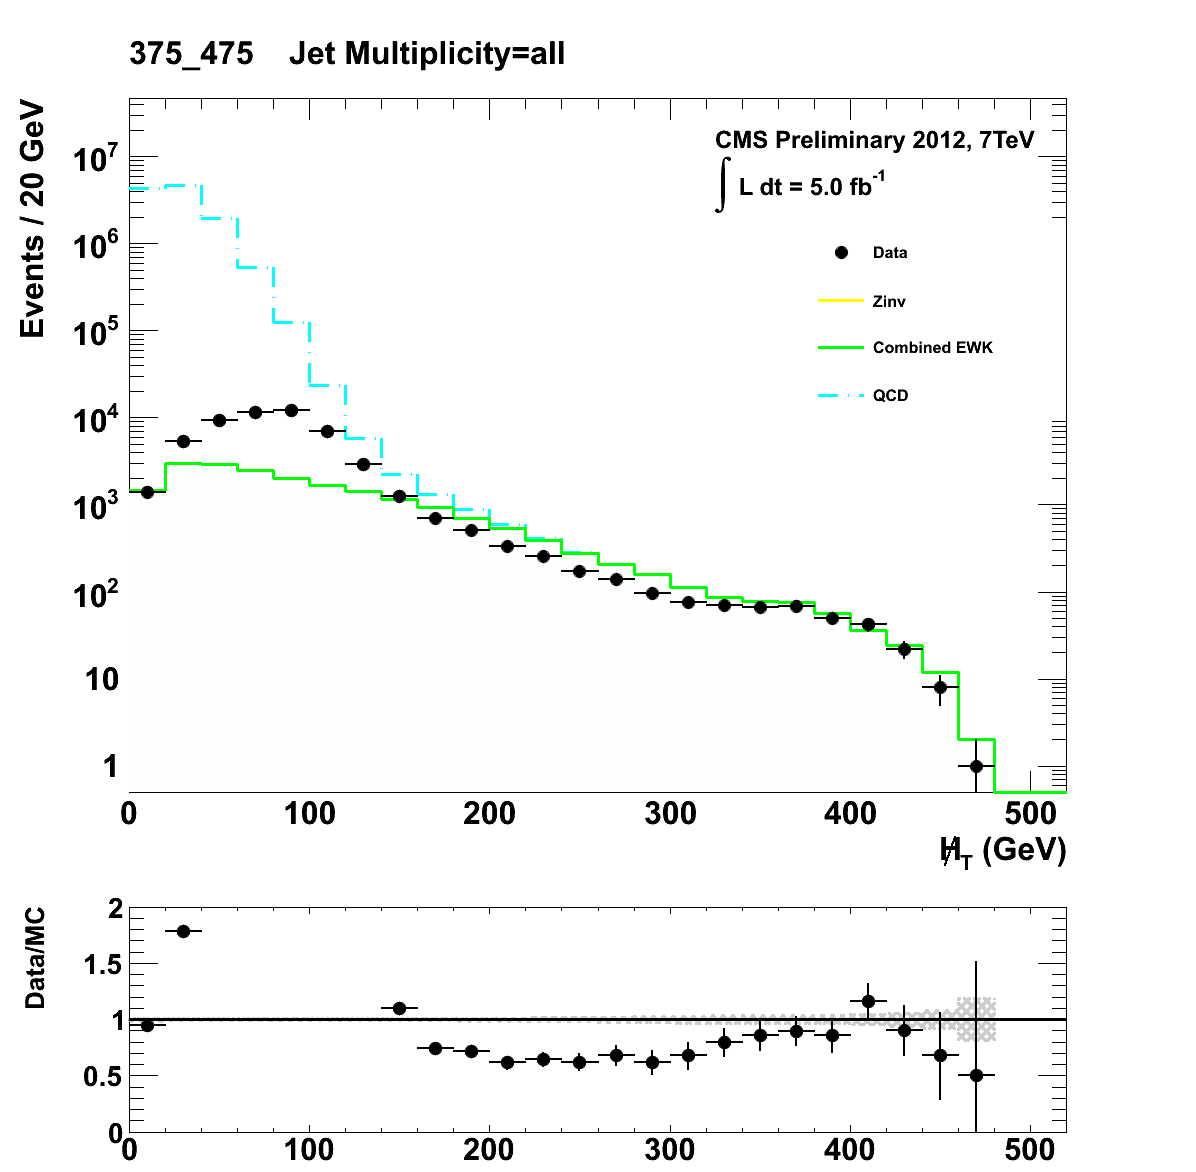 375_475 Jet Multiplicity=all
Events / 20 GeV
CMS Preliminary 2012, 7TeV
∫ L dt = 5.0 fb⁻¹
Data
Zinv
Combined EWK
QCD
10⁷
10⁶
10⁵
10⁴
10³
10²
10
1
0 100 200 300 400 500
H̸_T (GeV)
Data/MC
2
1.5
1
0.5
0
0 100 200 300 400 500